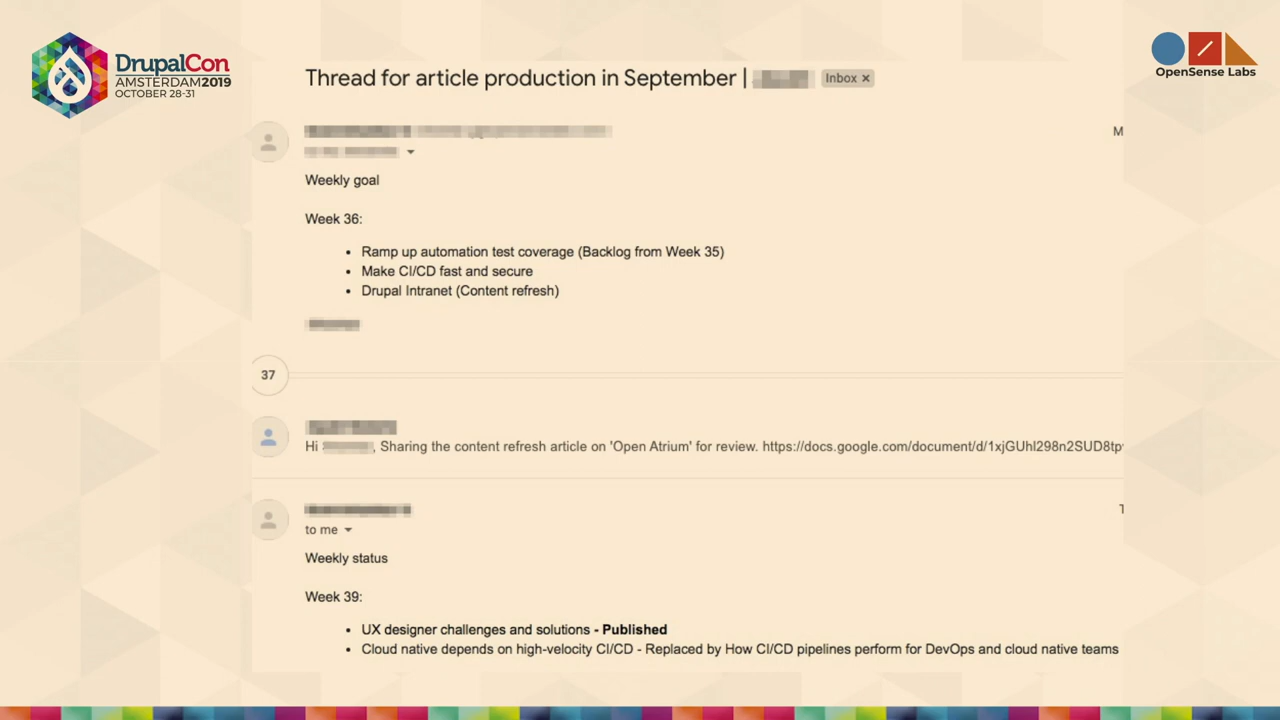 DrupalCon
AMSTERDAM2019
OCTOBER 28-31
OpenSense Labs
Thread for article production in September |
Inbox ×
M
Weekly goal
Week 36:
• Ramp up automation test coverage (Backlog from Week 35)
• Make CI/CD fast and secure
• Drupal Intranet (Content refresh)
37
Hi , Sharing the content refresh article on 'Open Atrium' for review. https://docs.google.com/document/d/1xjGUhl298n2SUD8tp
to me
Weekly status
Week 39:
• UX designer challenges and solutions - Published
• Cloud native depends on high-velocity CI/CD - Replaced by How CI/CD pipelines perform for DevOps and cloud native teams